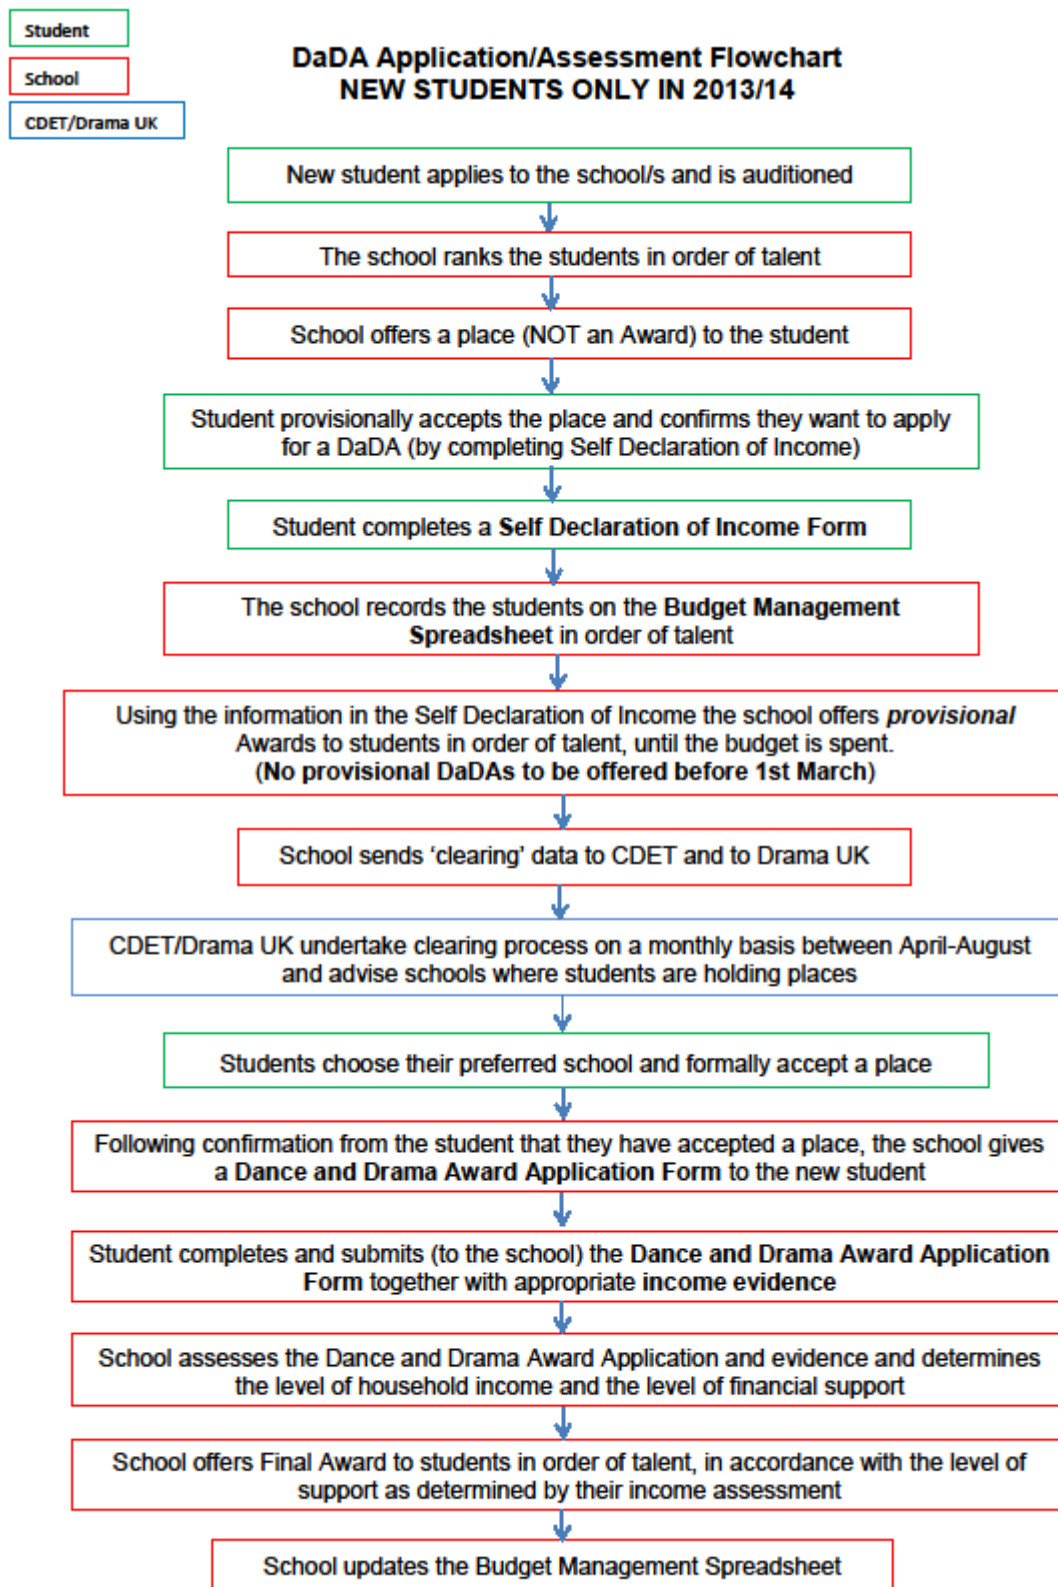 Student
School
CDET/Drama UK
DaDA Application/Assessment Flowchart
NEW STUDENTS ONLY IN 2013/14
New student applies to the school/s and is auditioned
The school ranks the students in order of talent
School offers a place (NOT an Award) to the student
Student provisionally accepts the place and confirms they want to apply
for a DaDA (by completing Self Declaration of Income)
Student completes a Self Declaration of Income Form
The school records the students on the Budget Management
Spreadsheet in order of talent
Using the information in the Self Declaration of Income the school offers provisional
Awards to students in order of talent, until the budget is spent.
(No provisional DaDAs to be offered before 1st March)
School sends ‘clearing’ data to CDET and to Drama UK
CDET/Drama UK undertake clearing process on a monthly basis between April-August
and advise schools where students are holding places
Students choose their preferred school and formally accept a place
Following confirmation from the student that they have accepted a place, the school gives
a Dance and Drama Award Application Form to the new student
Student completes and submits (to the school) the Dance and Drama Award Application
Form together with appropriate income evidence
School assesses the Dance and Drama Award Application and evidence and determines
the level of household income and the level of financial support
School offers Final Award to students in order of talent, in accordance with the level of
support as determined by their income assessment
School updates the Budget Management Spreadsheet